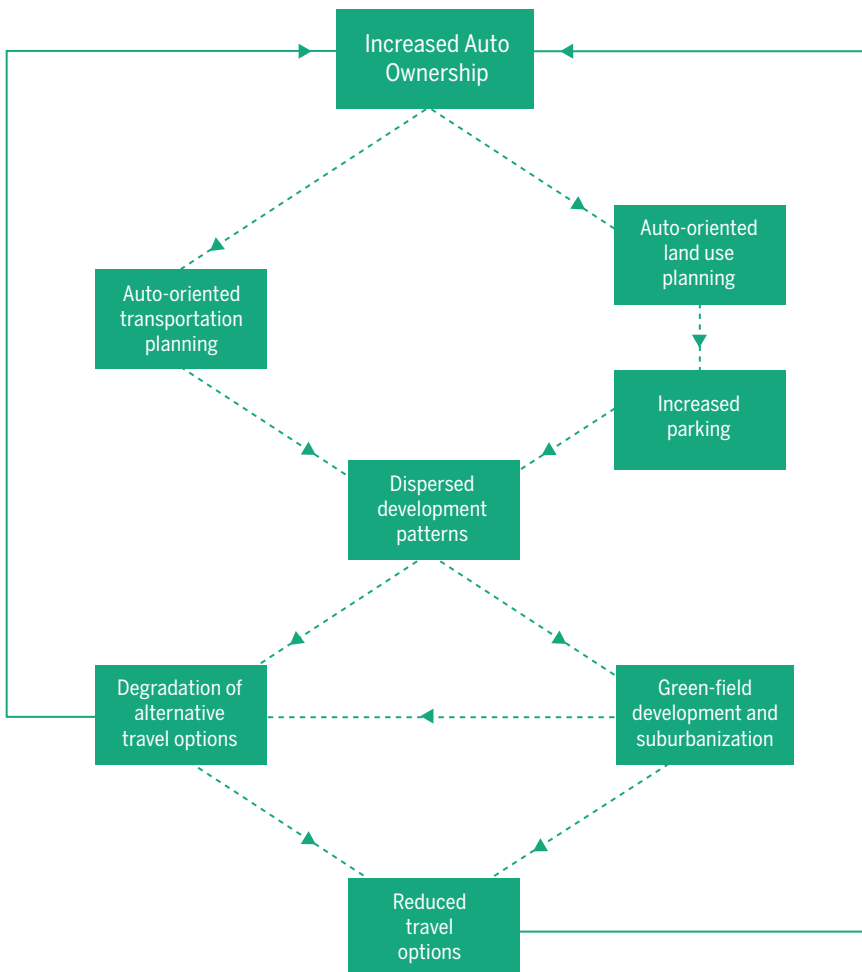 Increased Auto
Ownership
Auto-oriented
land use
planning
Auto-oriented
transportation
planning
Increased
parking
Dispersed
development
patterns
Degradation of
alternative
travel options
Green-field
development and
suburbanization
Reduced
travel
options